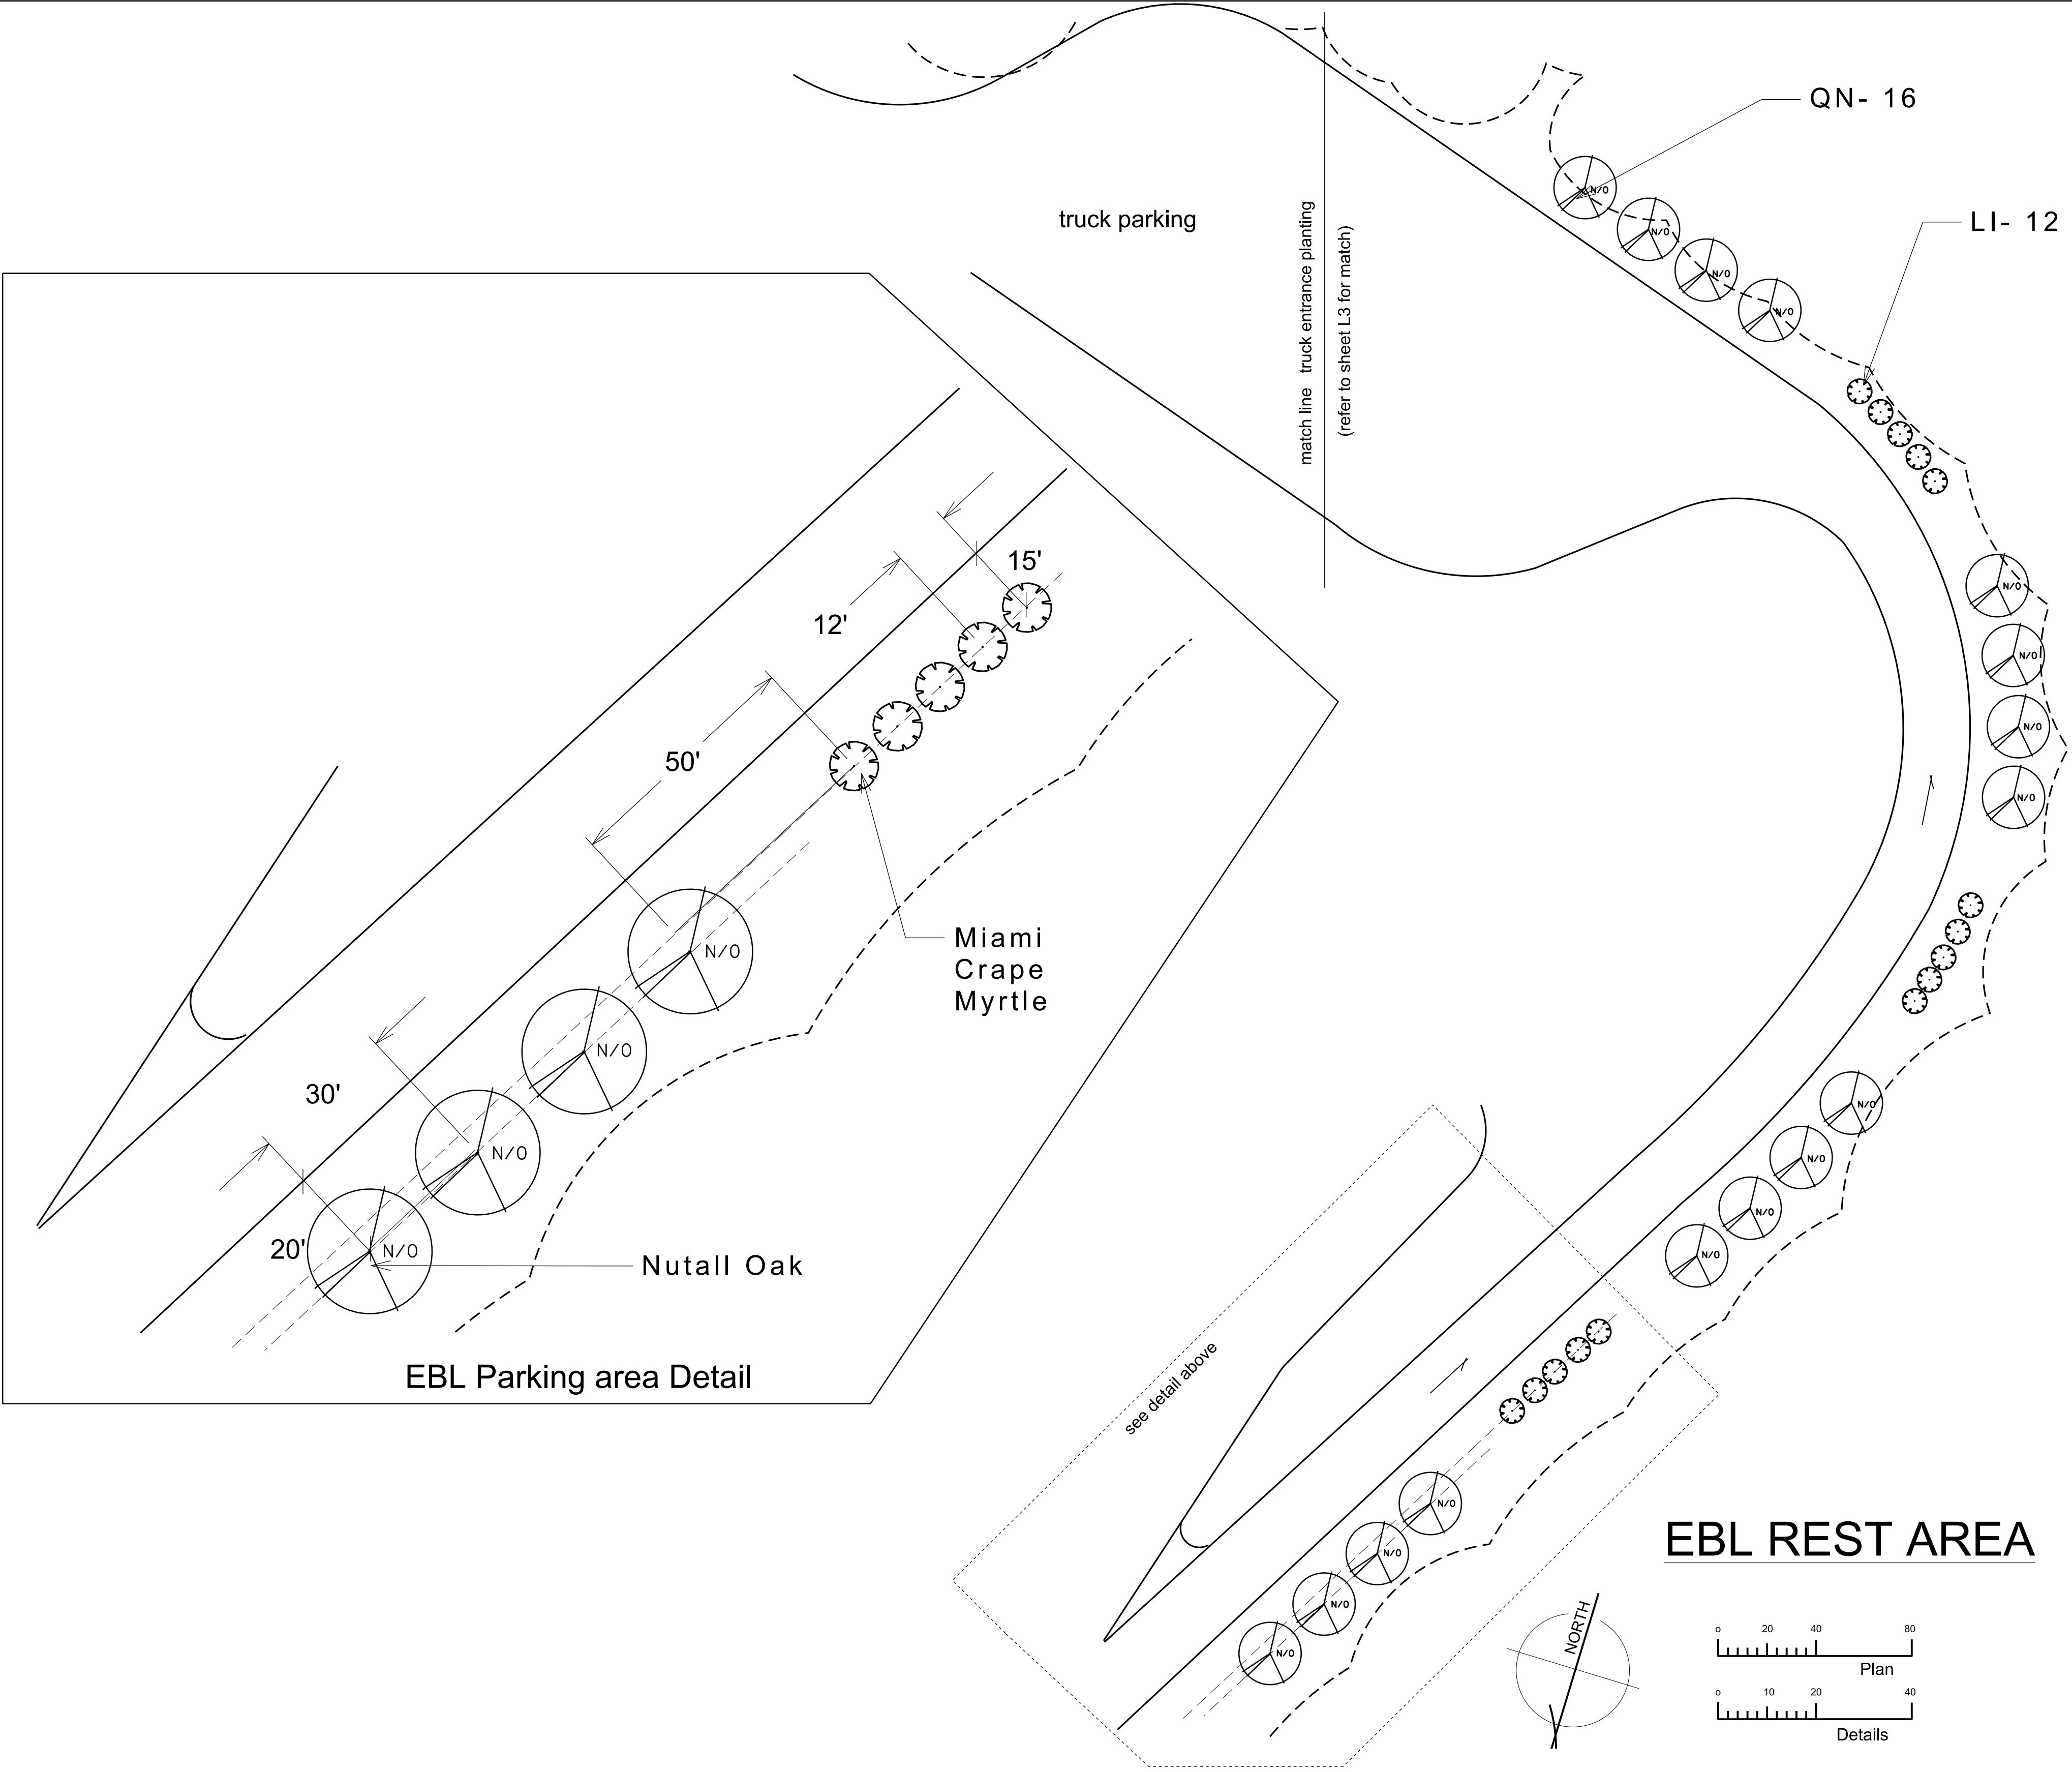 QN- 16
LI- 12
truck parking
match line truck entrance planting
(refer to sheet L3 for match)
N/O
N/O
N/O
N/O
N/O
N/O
N/O
N/O
15'
12'
50'
30'
20'
N/O
N/O
N/O
N/O
Miami
Crape
Myrtle
Nutall Oak
EBL Parking area Detail
N/O
N/O
N/O
N/O
see detail above
N/O
N/O
N/O
N/O
EBL REST AREA
NORTH
o 20 40 80
Plan
o 10 20 40
Details